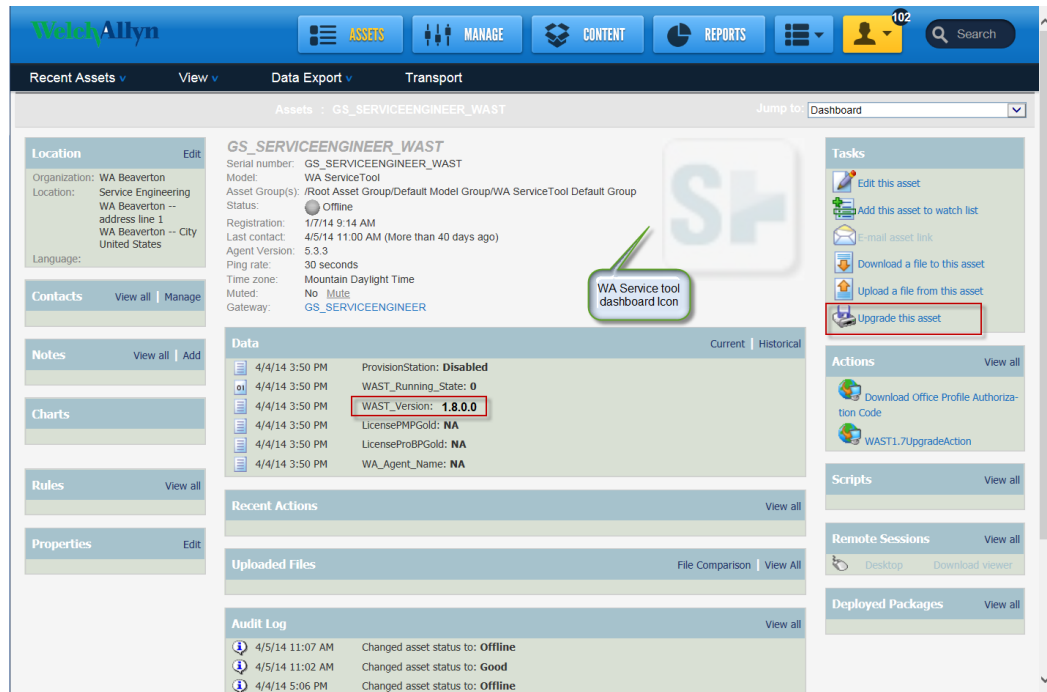 WelchAllyn
ASSETS
MANAGE
CONTENT
REPORTS
102
Search
Recent Assets v
View v
Data Export v
Transport
Assets : GS_SERVICEENGINEER_WAST
Jump to: Dashboard
Location Edit
Organization: WA Beaverton
Location: Service Engineering
WA Beaverton --
address line 1
WA Beaverton -- City
United States
Language:
Contacts View all | Manage
Notes View all | Add
Charts
Rules View all
Properties Edit
GS_SERVICEENGINEER_WAST
Serial number: GS_SERVICEENGINEER_WAST
Model: WA ServiceTool
Asset Group(s): /Root Asset Group/Default Model Group/WA ServiceTool Default Group
Status: Offline
Registration: 1/7/14 9:14 AM
Last contact: 4/5/14 11:00 AM (More than 40 days ago)
Agent Version: 5.3.3
Ping rate: 30 seconds
Time zone: Mountain Daylight Time
Muted: No Mute
Gateway: GS_SERVICEENGINEER
S
WA Service tool
dashboard Icon
Data Current | Historical
4/4/14 3:50 PM ProvisionStation: Disabled
01 4/4/14 3:50 PM WAST_Running_State: 0
4/4/14 3:50 PM WAST_Version: 1.8.0.0
4/4/14 3:50 PM LicensePMPGold: NA
4/4/14 3:50 PM LicenseProBPGold: NA
4/4/14 3:50 PM WA_Agent_Name: NA
Recent Actions View all
Uploaded Files File Comparison | View All
Audit Log View all
4/5/14 11:07 AM Changed asset status to: Offline
4/5/14 11:02 AM Changed asset status to: Good
4/4/14 5:06 PM Changed asset status to: Offline
Tasks
Edit this asset
Add this asset to watch list
E-mail asset link
Download a file to this asset
Upload a file from this asset
Upgrade this asset
Actions View all
Download Office Profile Authoriza-
tion Code
WAST1.7UpgradeAction
Scripts View all
Remote Sessions View all
Desktop Download viewer
Deployed Packages View all